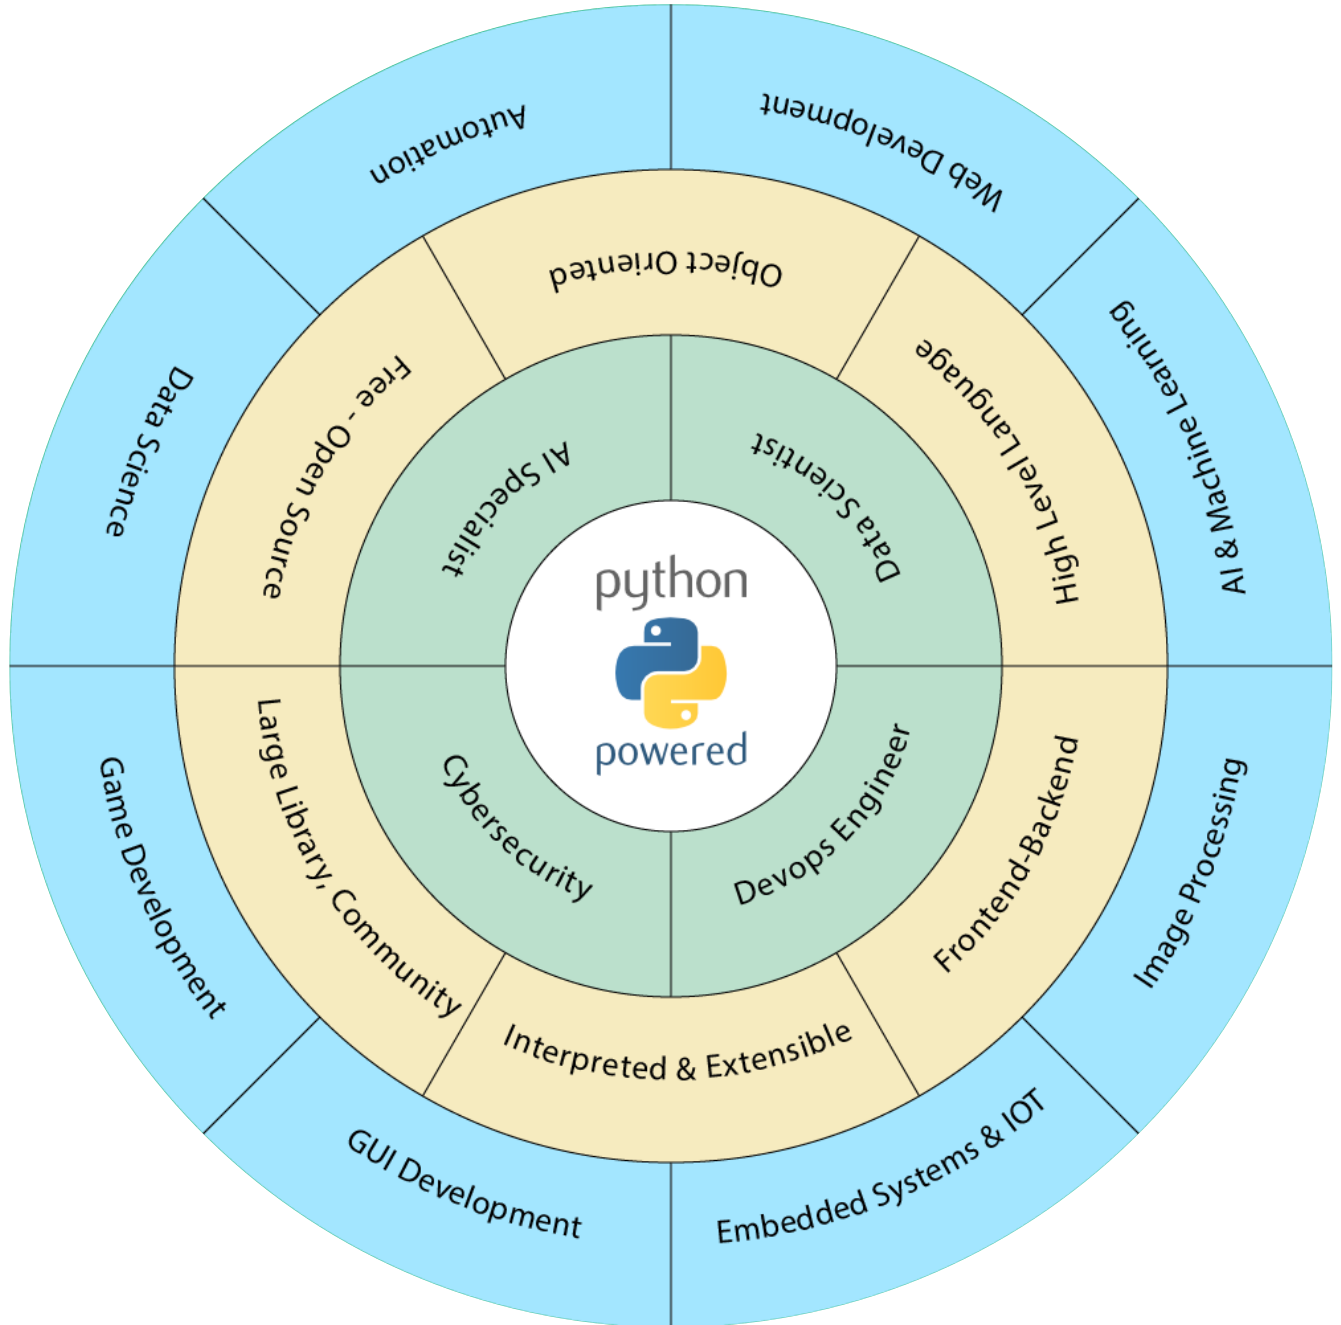 python
powered
AI Specialist
Data Scientist
Devops Engineer
Cybersecurity
Free - Open Source
Object Oriented
High Level Language
Frontend-Backend
Interpreted & Extensible
Large Library, Community
Automation
Web Development
AI & Machine Learning
Image Processing
Embedded Systems & IOT
GUI Development
Game Development
Data Science